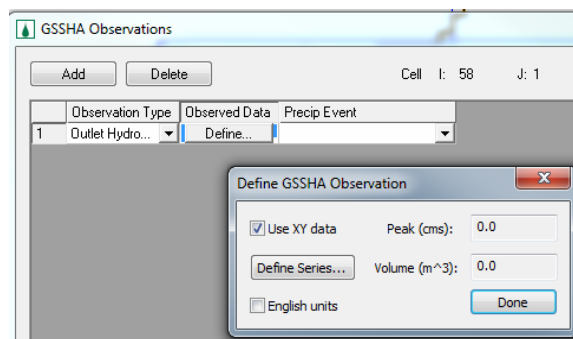 GSSHA Observations
Add Delete Cell I: 58 J: 1
Observation Type Observed Data Precip Event
1 Outlet Hydro... Define...
Define GSSHA Observation
Use XY data Peak (cms): 0.0
Define Series... Volume (m^3): 0.0
English units Done